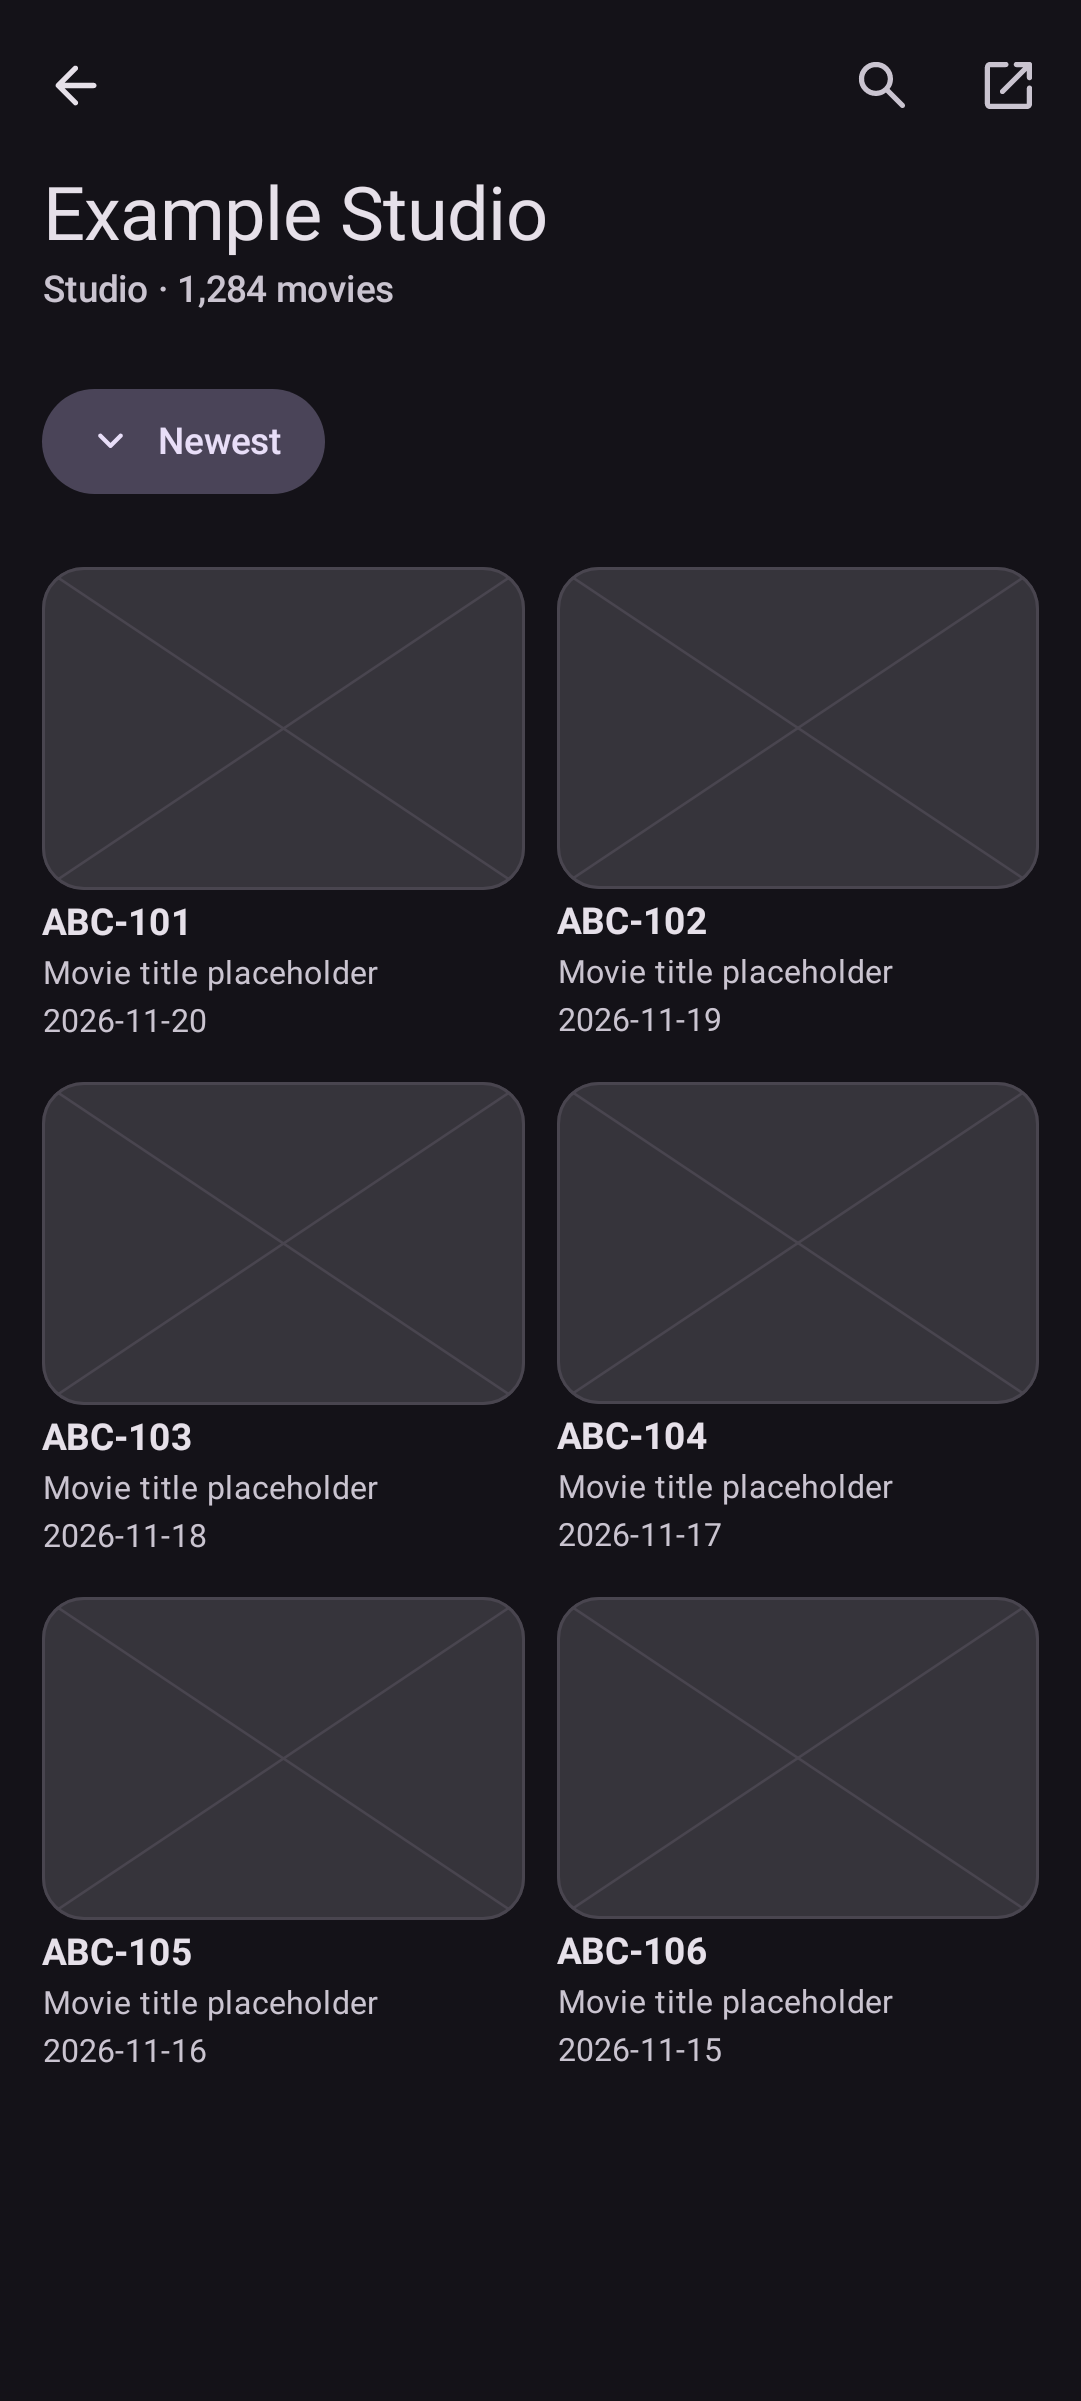 Example Studio
Studio · 1,284 movies
Newest
ABC-101
Movie title placeholder
2026-11-20
ABC-102
Movie title placeholder
2026-11-19
ABC-103
Movie title placeholder
2026-11-18
ABC-104
Movie title placeholder
2026-11-17
ABC-105
Movie title placeholder
2026-11-16
ABC-106
Movie title placeholder
2026-11-15